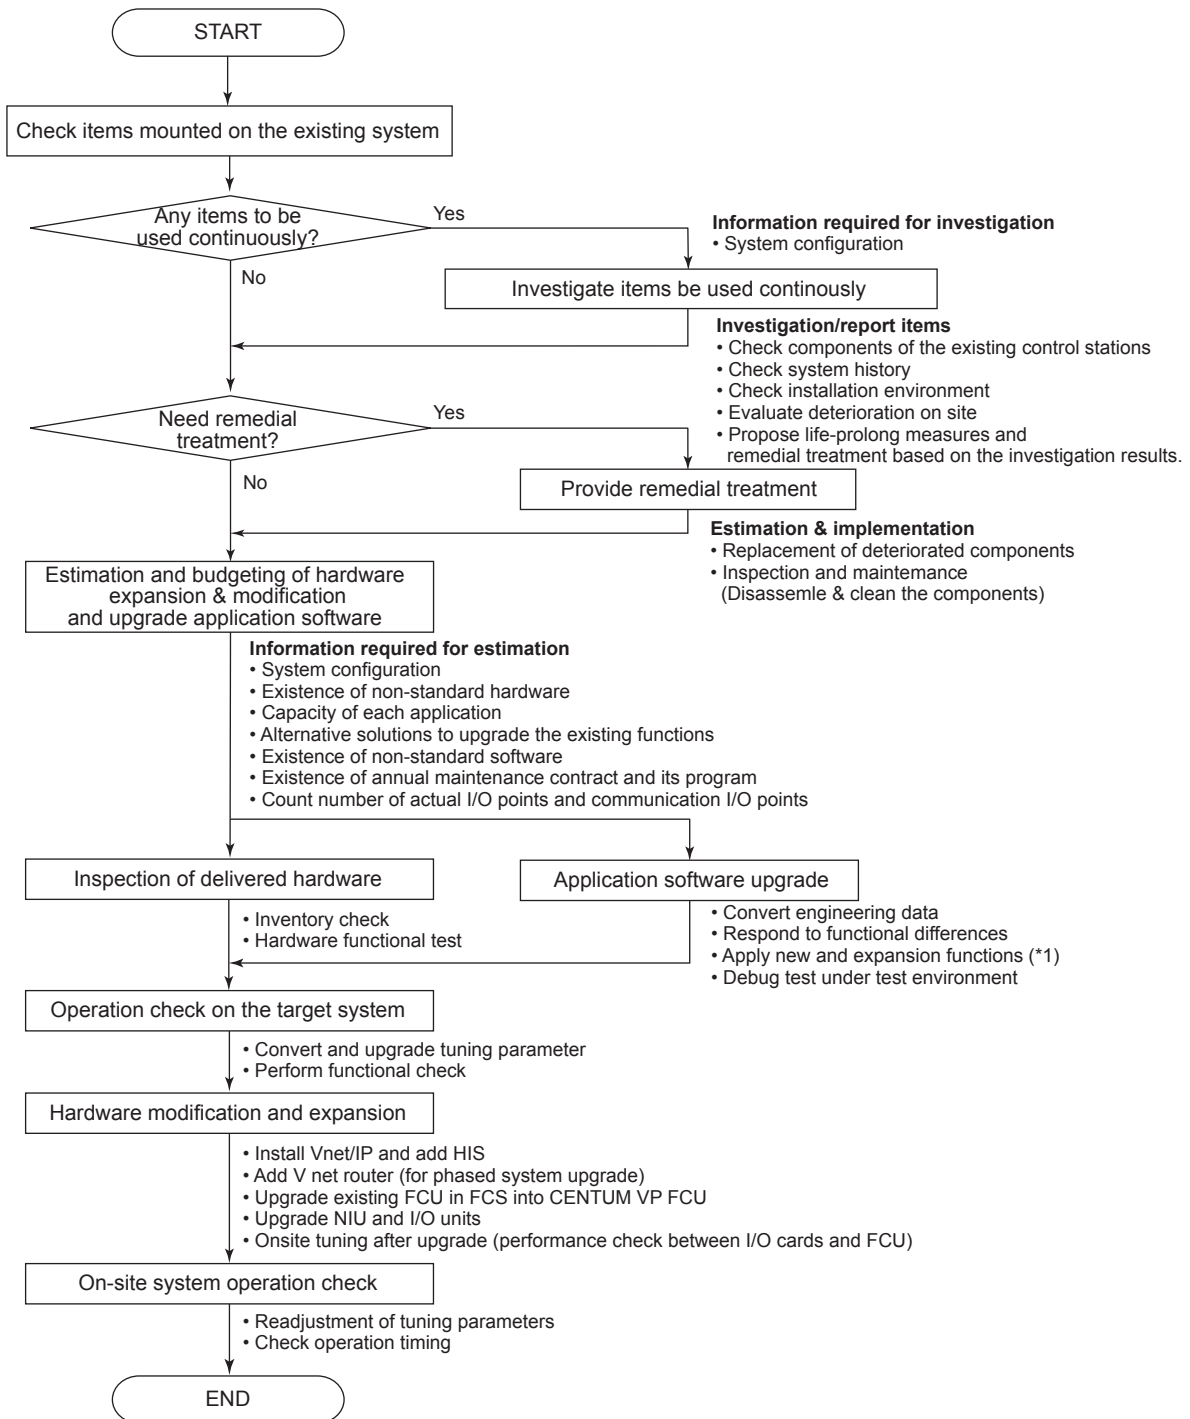 START
Check items mounted on the existing system
Any items to be
used continuously?
Yes
No
Information required for investigation
• System configuration
Investigate items be used continously
Investigation/report items
• Check components of the existing control stations
• Check system history
• Check installation environment
• Evaluate deterioration on site
• Propose life-prolong measures and
remedial treatment based on the investigation results.
Need remedial
treatment?
Yes
No
Provide remedial treatment
Estimation & implementation
• Replacement of deteriorated components
• Inspection and maintemance
(Disassemle & clean the components)
Estimation and budgeting of hardware
expansion & modification
and upgrade application software
Information required for estimation
• System configuration
• Existence of non-standard hardware
• Capacity of each application
• Alternative solutions to upgrade the existing functions
• Existence of non-standard software
• Existence of annual maintenance contract and its program
• Count number of actual I/O points and communication I/O points
Inspection of delivered hardware
• Inventory check
• Hardware functional test
Application software upgrade
• Convert engineering data
• Respond to functional differences
• Apply new and expansion functions (*1)
• Debug test under test environment
Operation check on the target system
• Convert and upgrade tuning parameter
• Perform functional check
Hardware modification and expansion
• Install Vnet/IP and add HIS
• Add V net router (for phased system upgrade)
• Upgrade existing FCU in FCS into CENTUM VP FCU
• Upgrade NIU and I/O units
• Onsite tuning after upgrade (performance check between I/O cards and FCU)
On-site system operation check
• Readjustment of tuning parameters
• Check operation timing
END